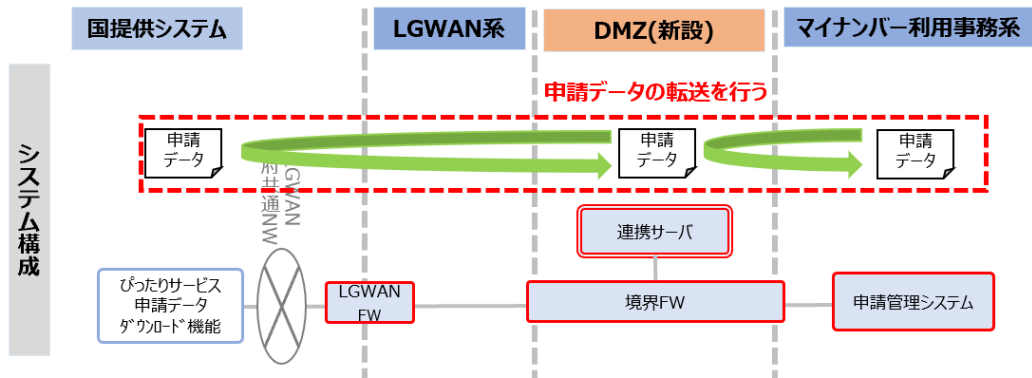 国提供システム
LGWAN系
DMZ(新設)
マイナンバー利用事務系
システム構成
申請データの転送を行う
申請
データ
申請
データ
申請
データ
LGWAN
府共通NW
連携サーバ
ぴったりサービス
申請データ
ダウンロード機能
LGWAN
FW
境界FW
申請管理システム